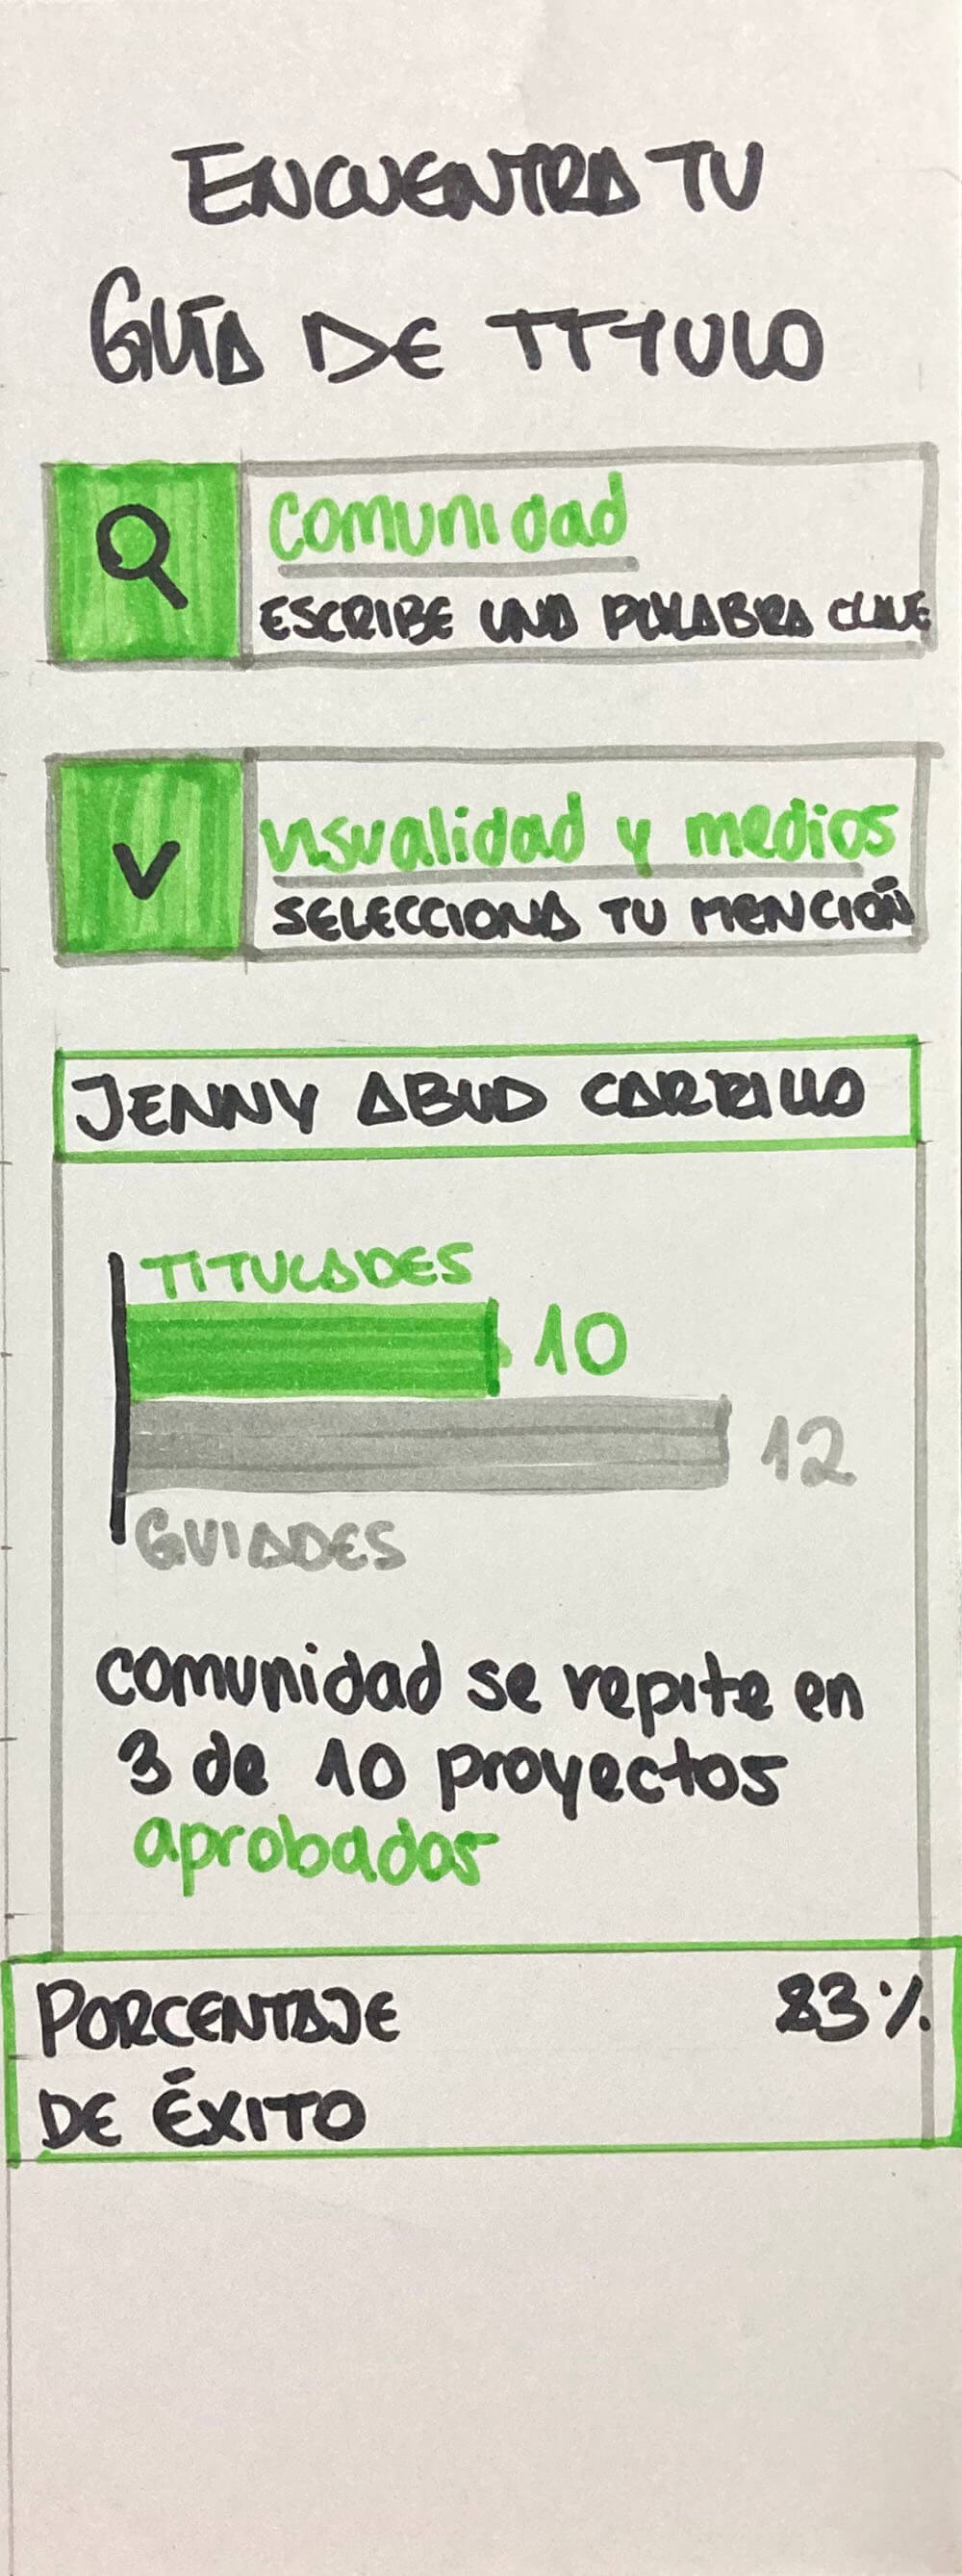 ENCUENTRA TU
GUÍA DE TITULO
comunidad
ESCRIBE UNA PALABRA CLAVE
visualidad y medios
SELECCIONA TU MENCIÓN
JENNY ABUD CARRILLO
TITULADES
10
12
GUIADES
comunidad se repite en
3 de 10 proyectos
aprobados
PORCENTAJE 83%
DE ÉXITO